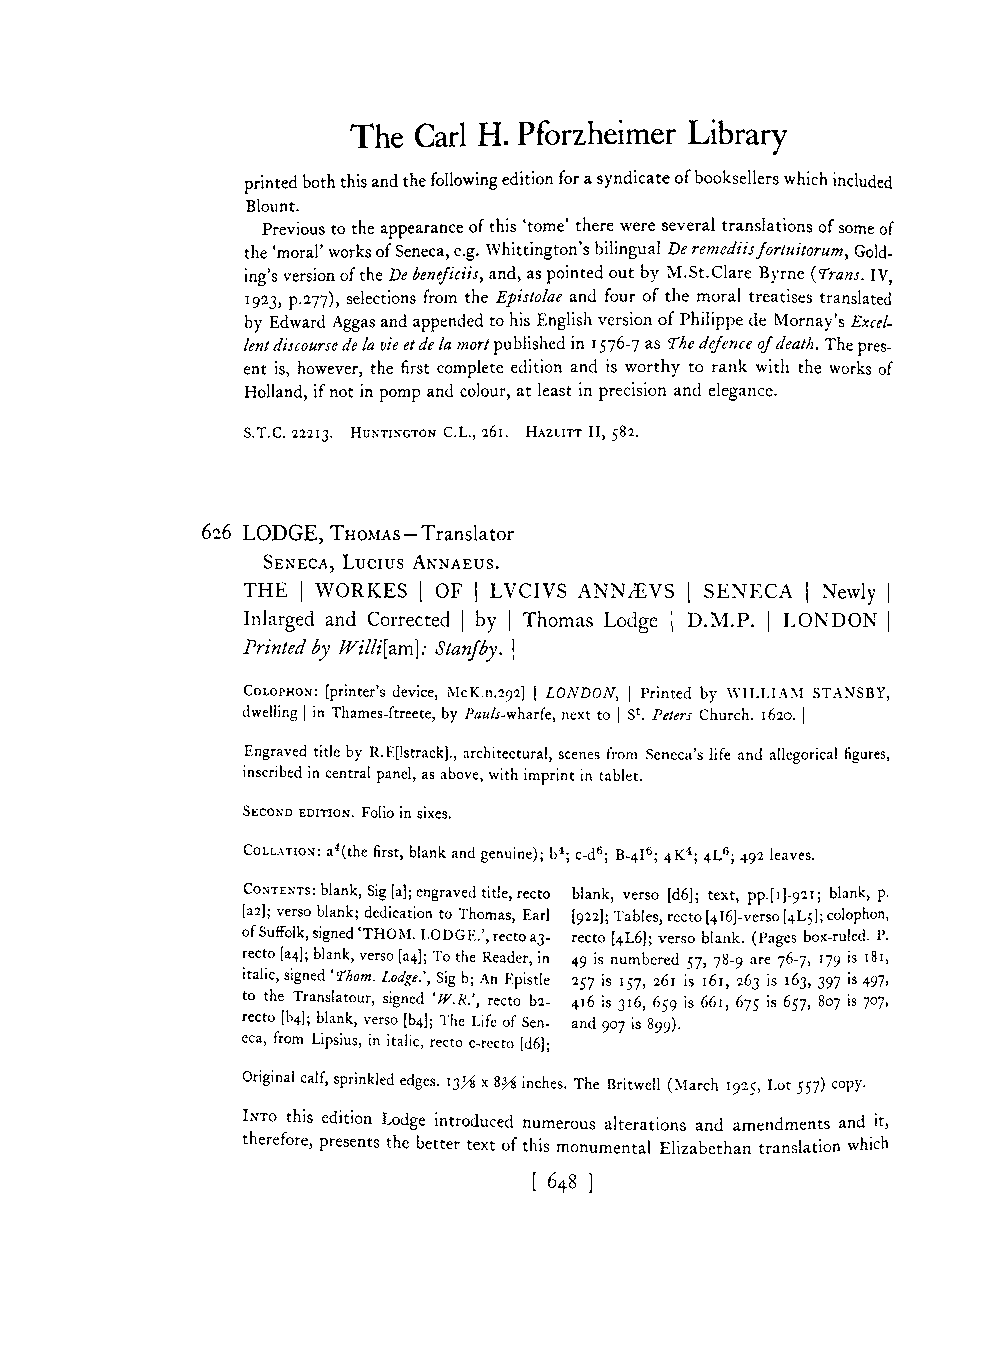 The Carl H. Pforzheimer Library
printed both this and the following edition for a syndicate of booksellers which included
Blount.
Previous to the appearance of this ‘tome’ there were several translations of some of
the ‘moral’ works of Seneca, e.g. Whittington’s bilingual De remediis fortuitorum, Gold-
ing’s version of the De beneficiis, and, as pointed out by M.St.Clare Byrne (Trans. IV,
1923, p.277), selections from the Epistolae and four of the moral treatises translated
by Edward Aggas and appended to his English version of Philippe de Mornay’s Excel-
lent discourse de la vie et de la mort published in 1576-7 as The defence of death. The pres-
ent is, however, the first complete edition and is worthy to rank with the works of
Holland, if not in pomp and colour, at least in precision and elegance.
S.T.C. 22213. Huntington C.L., 261. Hazlitt II, 582.
626 LODGE, Thomas—Translator
Seneca, Lucius Annaeus.
THE | WORKES | OF | LVCIVS ANNÆVS | SENECA | Newly |
Inlarged and Corrected | by | Thomas Lodge | D.M.P. | LONDON |
Printed by Willi[am]: Stanſby. |
Colophon: [printer’s device, McK.n.292] | LONDON, | Printed by WILLIAM STANSBY,
dwelling | in Thames-ſtreete, by Pauls-wharfe, next to | St. Peters Church. 1620. |
Engraved title by R.E[lstrack]., architectural, scenes from Seneca’s life and allegorical figures,
inscribed in central panel, as above, with imprint in tablet.
Second edition. Folio in sixes.
Collation: a⁴(the first, blank and genuine); b⁴; c-d⁶; B-4I⁶; 4K⁴; 4L⁶; 492 leaves.
Contents: blank, Sig [a]; engraved title, recto
[a2]; verso blank; dedication to Thomas, Earl
of Suffolk, signed ‘THOM. LODGE.’, recto a3-
recto [a4]; blank, verso [a4]; To the Reader, in
italic, signed ‘Thom. Lodge.’, Sig b; An Epistle
to the Translatour, signed ‘W.R.’, recto b2-
recto [b4]; blank, verso [b4]; The Life of Sen-
eca, from Lipsius, in italic, recto c-recto [d6];
blank, verso [d6]; text, pp.[1]-921; blank, p.
[922]; Tables, recto [4I6]-verso [4L5]; colophon,
recto [4L6]; verso blank. (Pages box-ruled. P.
49 is numbered 57, 78-9 are 76-7, 179 is 181,
257 is 157, 261 is 161, 263 is 163, 397 is 497,
416 is 316, 659 is 661, 675 is 657, 807 is 707,
and 907 is 899).
Original calf, sprinkled edges. 13⅛ x 8⅜ inches. The Britwell (March 1925, Lot 557) copy.
Into this edition Lodge introduced numerous alterations and amendments and it,
therefore, presents the better text of this monumental Elizabethan translation which
[ 648 ]